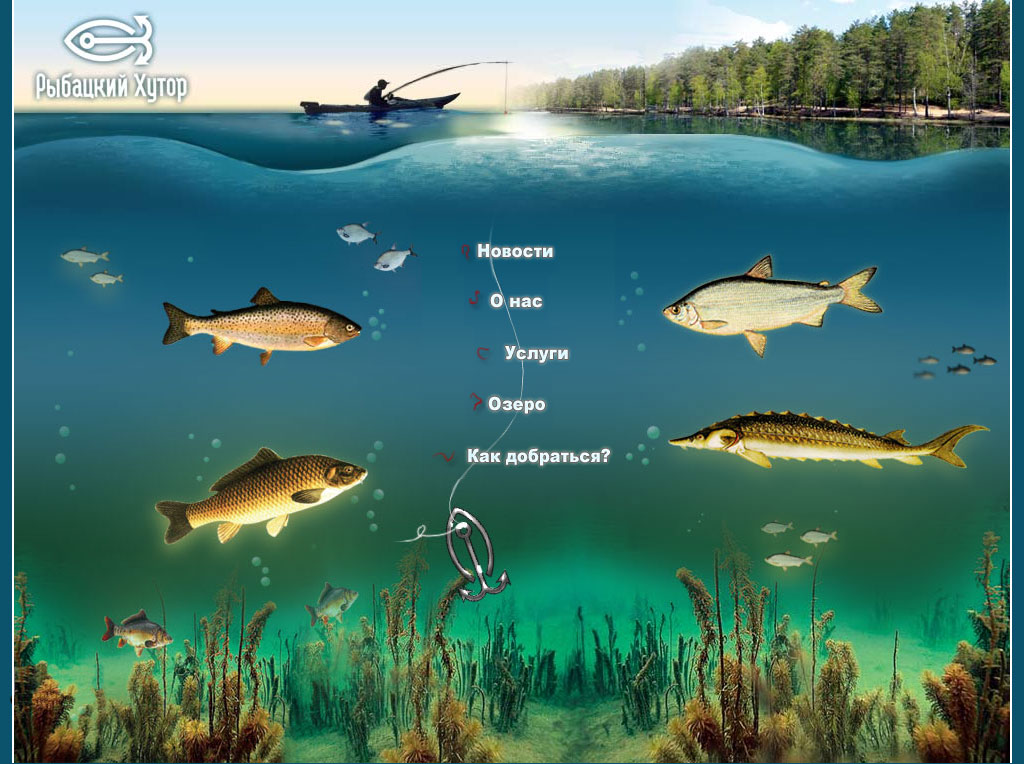 Рыбацкий Хутор
Новости
О нас
Услуги
Озеро
Как добраться?